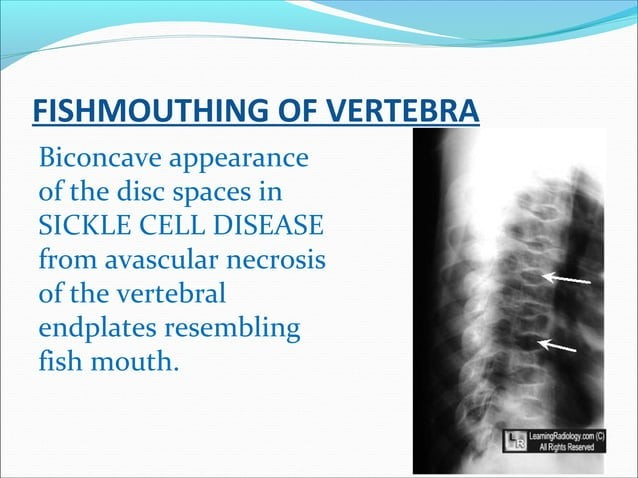 FISHMOUTHING OF VERTEBRA
Biconcave appearance
of the disc spaces in
SICKLE CELL DISEASE
from avascular necrosis
of the vertebral
endplates resembling
fish mouth.
LR
LearningRadiology.com (C)
All Rights Reserved